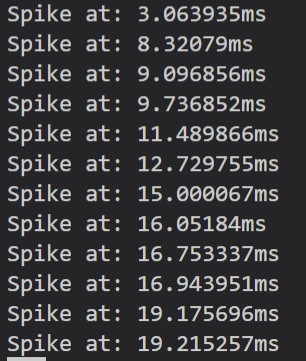 Spike at: 3.063935ms
Spike at: 8.32079ms
Spike at: 9.096856ms
Spike at: 9.736852ms
Spike at: 11.489866ms
Spike at: 12.729755ms
Spike at: 15.000067ms
Spike at: 16.05184ms
Spike at: 16.753337ms
Spike at: 16.943951ms
Spike at: 19.175696ms
Spike at: 19.215257ms